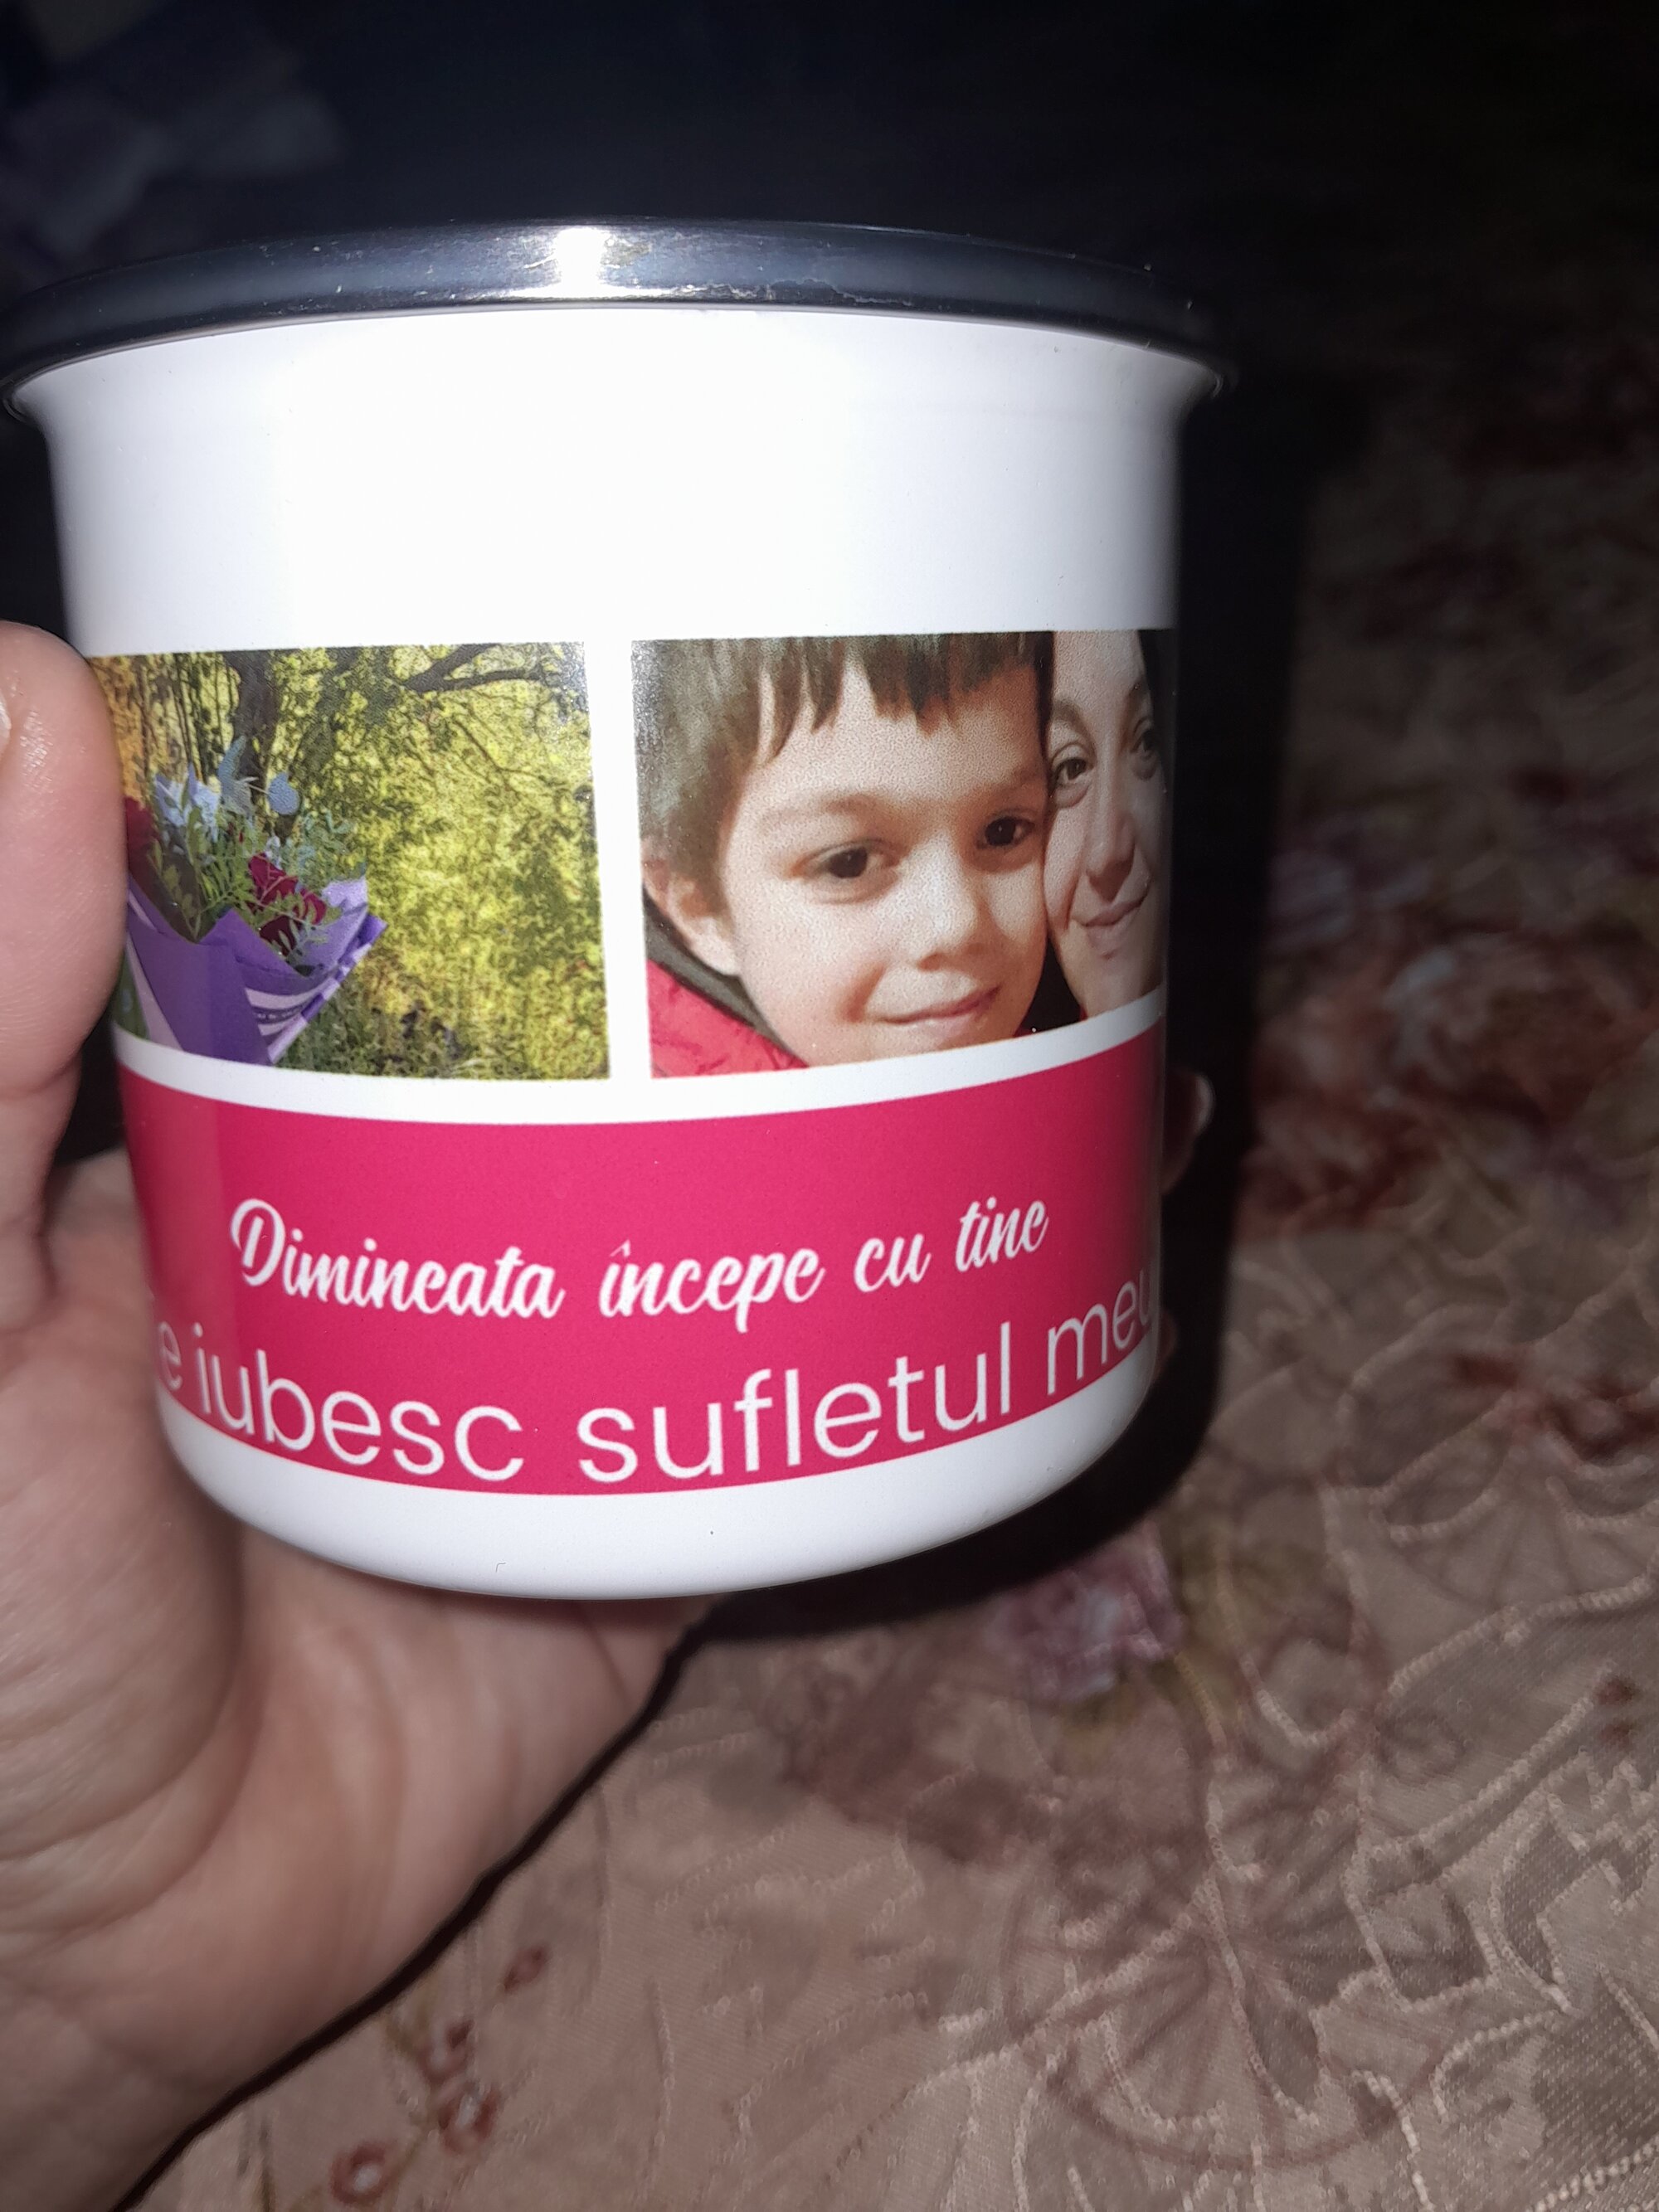 Dimineata începe cu tine
e iubesc sufletul meu